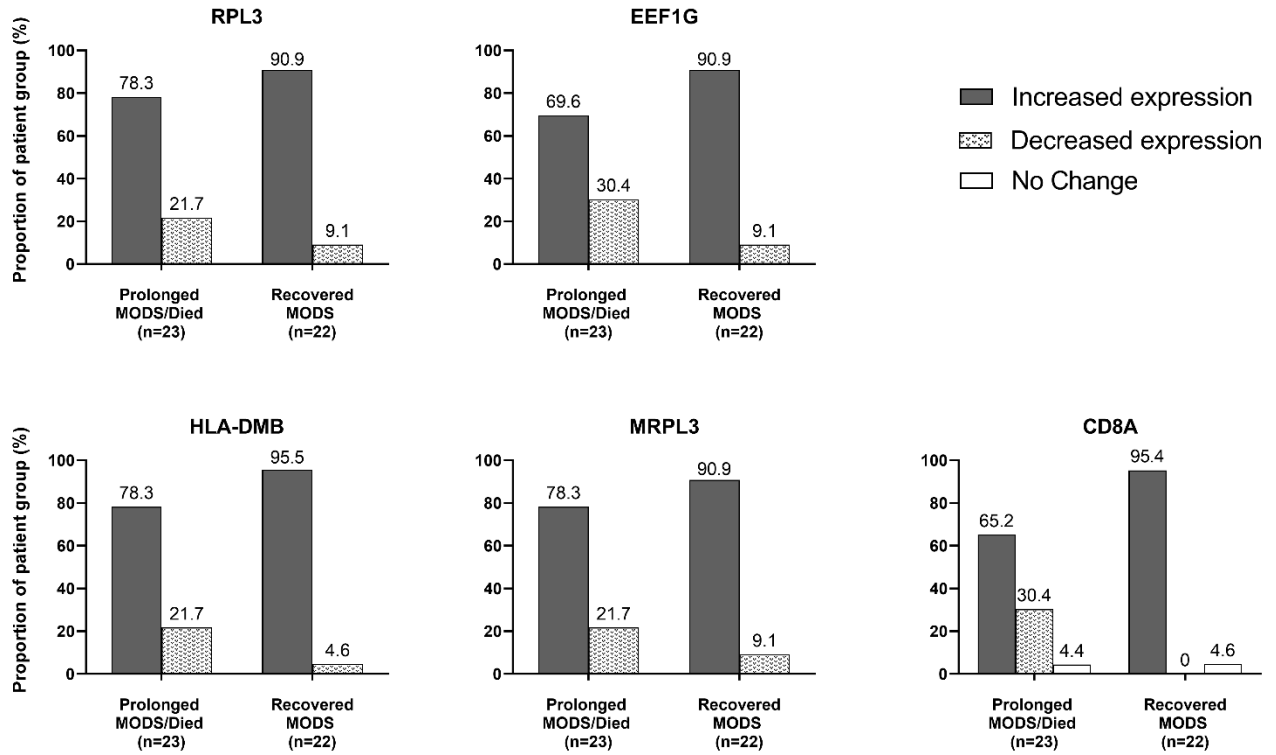 RPL3
Proportion of patient group (%)
100
80
60
40
20
0
78.3
21.7
90.9
9.1
Prolonged
MODS/Died
(n=23)
Recovered
MODS
(n=22)
EEF1G
100
80
60
40
20
0
69.6
30.4
90.9
9.1
Prolonged
MODS/Died
(n=23)
Recovered
MODS
(n=22)
Increased expression
Decreased expression
No Change
HLA-DMB
Proportion of patient group (%)
100
80
60
40
20
0
78.3
21.7
95.5
4.6
Prolonged
MODS/Died
(n=23)
Recovered
MODS
(n=22)
MRPL3
100
80
60
40
20
0
78.3
21.7
90.9
9.1
Prolonged
MODS/Died
(n=23)
Recovered
MODS
(n=22)
CD8A
100
80
60
40
20
0
65.2
30.4
4.4
95.4
0
4.6
Prolonged
MODS/Died
(n=23)
Recovered
MODS
(n=22)